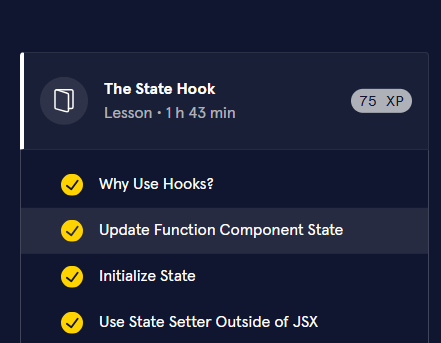 The State Hook
Lesson • 1 h 43 min
75 XP
Why Use Hooks?
Update Function Component State
Initialize State
Use State Setter Outside of JSX